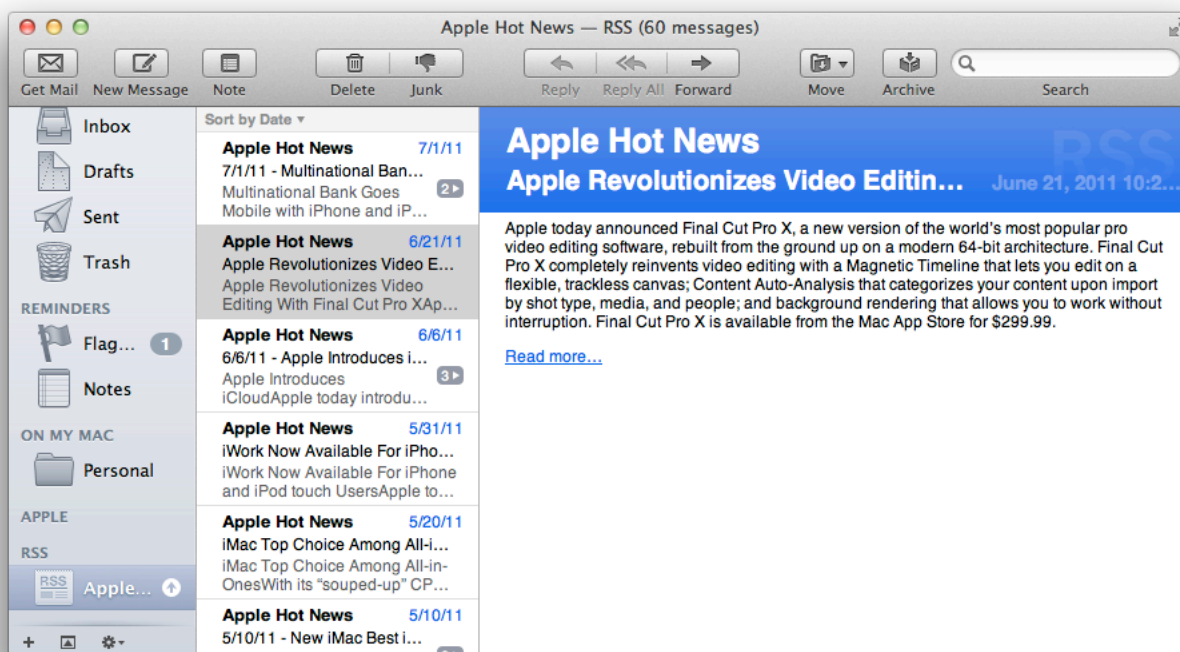 Apple Hot News — RSS (60 messages)
Get Mail New Message Note Delete Junk Reply Reply All Forward Move Archive Search
Inbox
Drafts
Sent
Trash
REMINDERS
Flag... 1
Notes
ON MY MAC
Personal
APPLE
RSS
RSS Apple...
Sort by Date
Apple Hot News 7/1/11
7/1/11 - Multinational Ban...
Multinational Bank Goes 2
Mobile with iPhone and iP...
Apple Hot News 6/21/11
Apple Revolutionizes Video E...
Apple Revolutionizes Video
Editing With Final Cut Pro XAp...
Apple Hot News 6/6/11
6/6/11 - Apple Introduces i...
Apple Introduces 3
iCloudApple today introdu...
Apple Hot News 5/31/11
iWork Now Available For iPho...
iWork Now Available For iPhone
and iPod touch UsersApple to...
Apple Hot News 5/20/11
iMac Top Choice Among All-i...
iMac Top Choice Among All-in-
OnesWith its “souped-up” CP...
Apple Hot News 5/10/11
5/10/11 - New iMac Best i...
Apple Hot News
RSS
Apple Revolutionizes Video Editin... June 21, 2011 10:2...
Apple today announced Final Cut Pro X, a new version of the world's most popular pro
video editing software, rebuilt from the ground up on a modern 64-bit architecture. Final Cut
Pro X completely reinvents video editing with a Magnetic Timeline that lets you edit on a
flexible, trackless canvas; Content Auto-Analysis that categorizes your content upon import
by shot type, media, and people; and background rendering that allows you to work without
interruption. Final Cut Pro X is available from the Mac App Store for $299.99.
Read more...